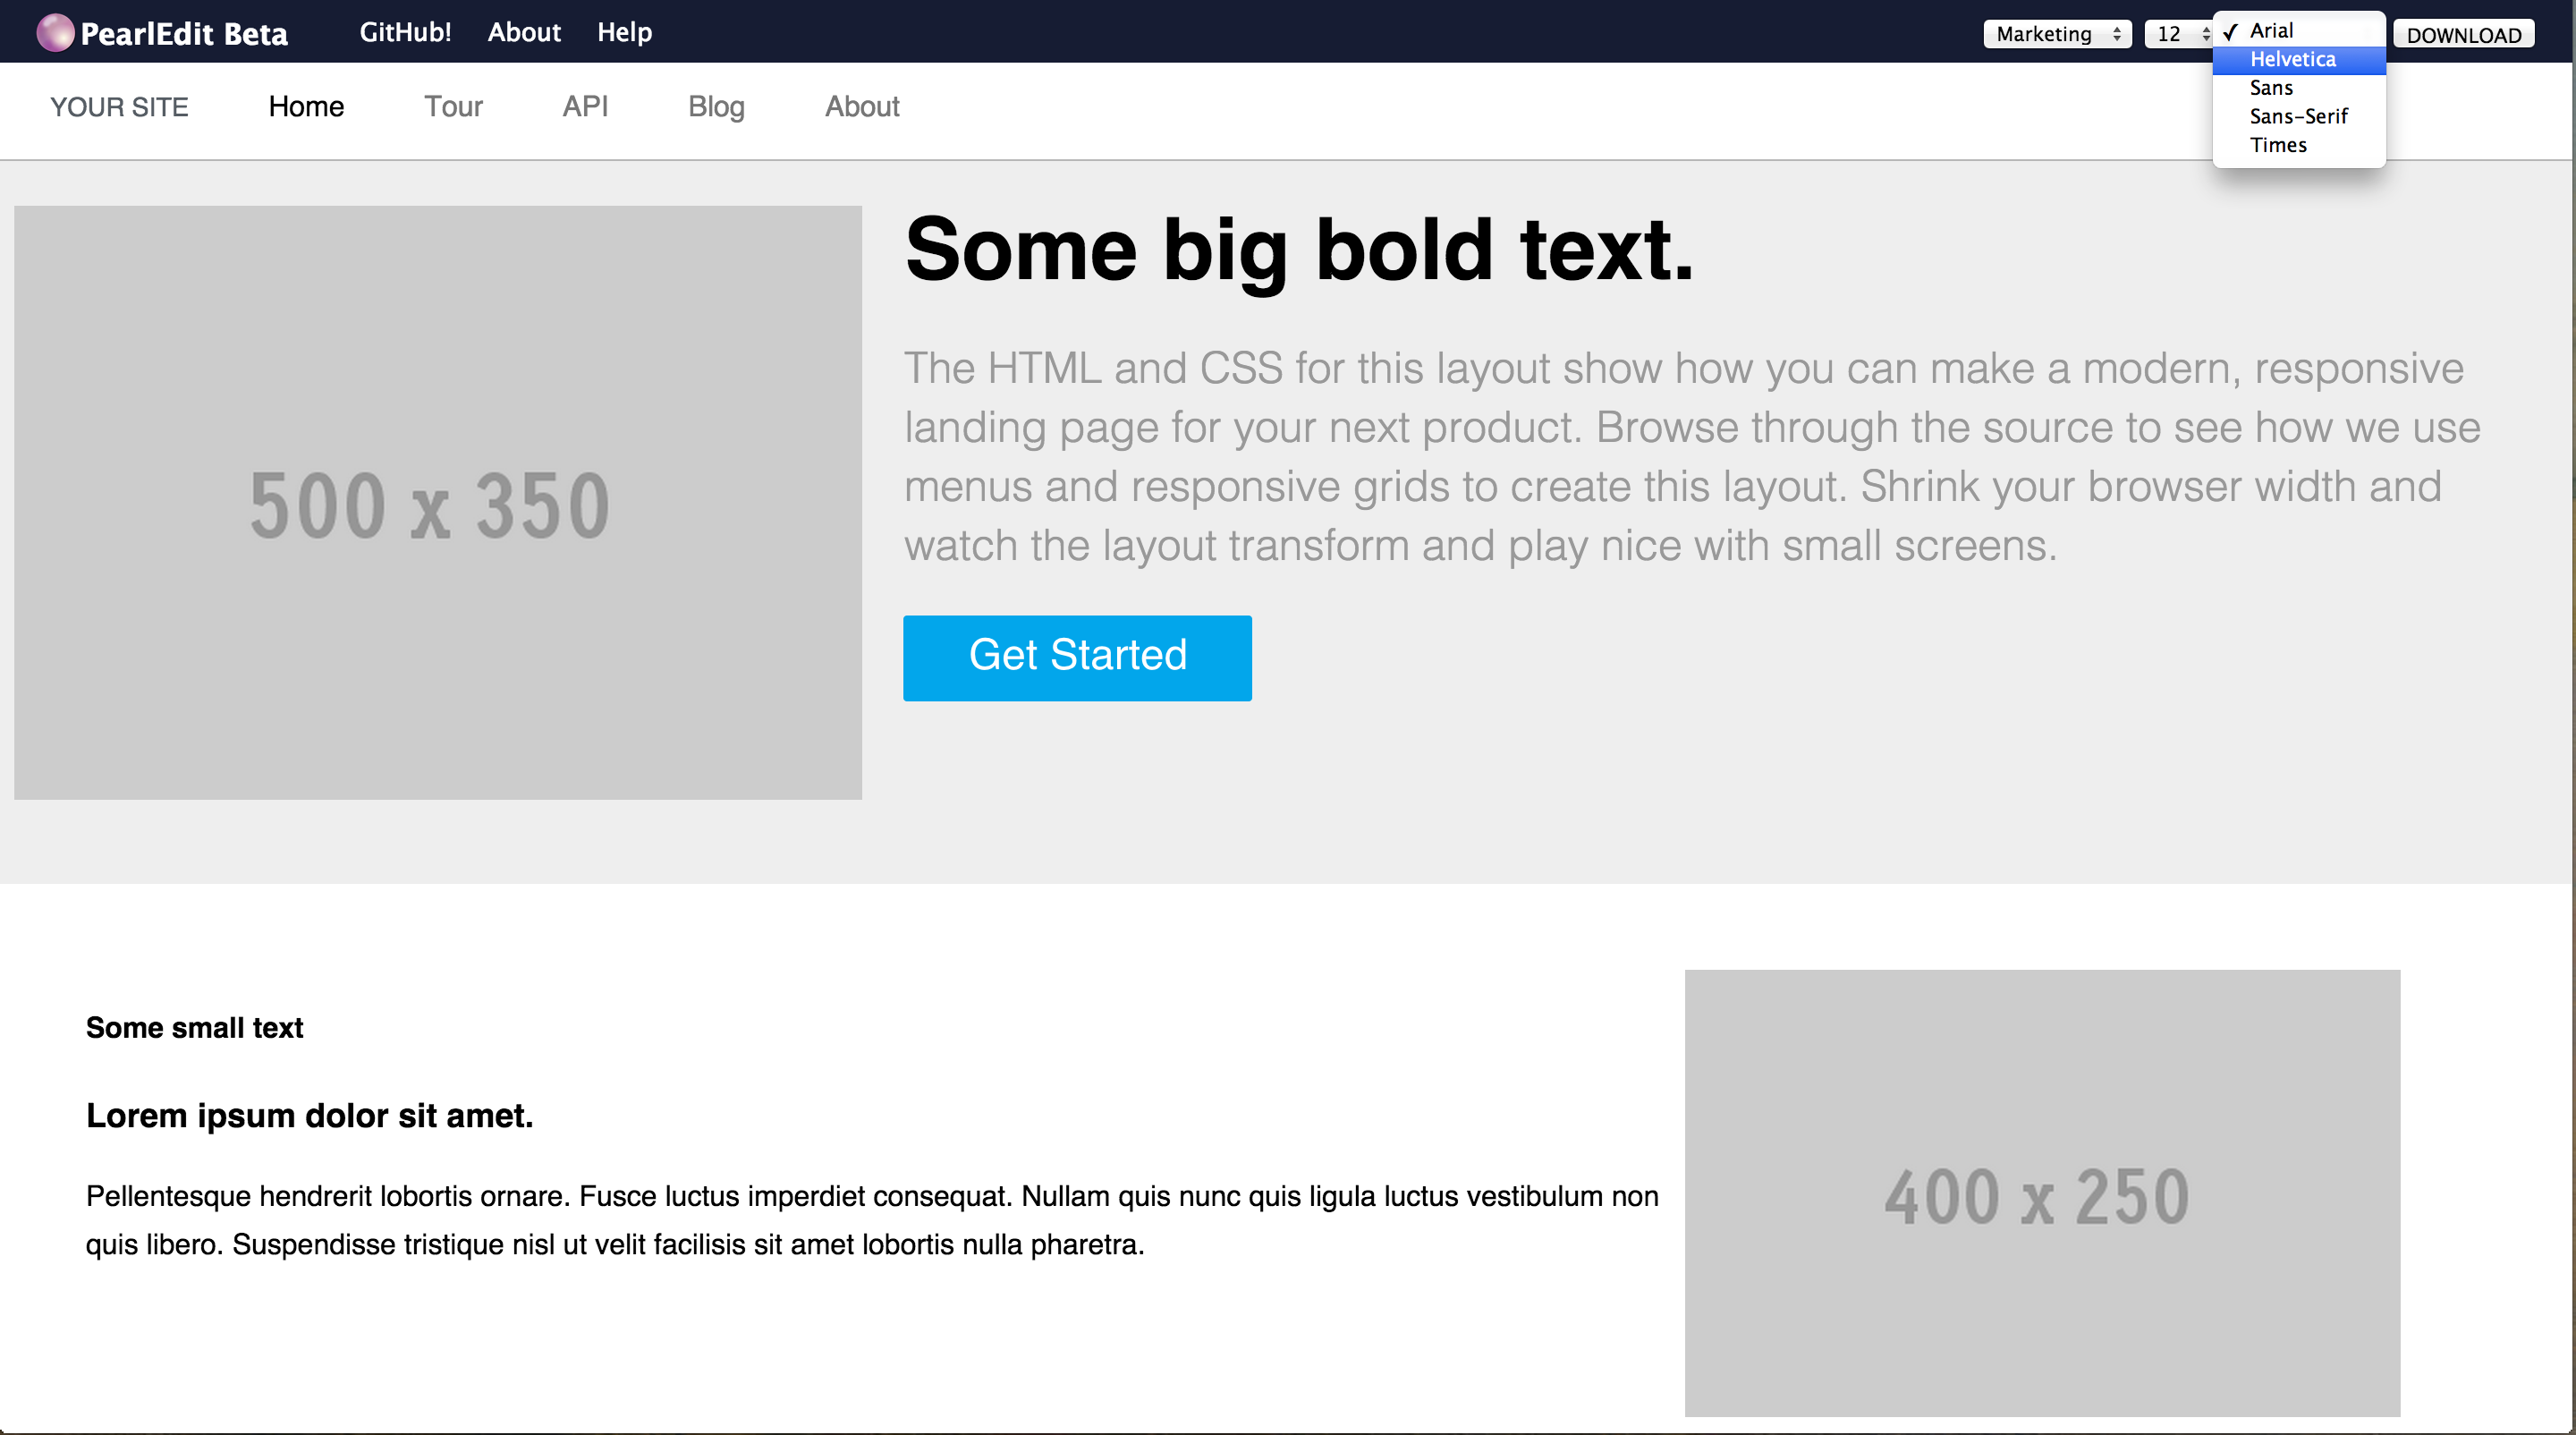 PearlEdit Beta GitHub! About Help Marketing 12 ✓ Arial DOWNLOAD
Helvetica
Sans
Sans-Serif
Times
YOUR SITE Home Tour API Blog About
500 x 350
Some big bold text.
The HTML and CSS for this layout show how you can make a modern, responsive
landing page for your next product. Browse through the source to see how we use
menus and responsive grids to create this layout. Shrink your browser width and
watch the layout transform and play nice with small screens.
Get Started
Some small text
Lorem ipsum dolor sit amet.
Pellentesque hendrerit lobortis ornare. Fusce luctus imperdiet consequat. Nullam quis nunc quis ligula luctus vestibulum non
quis libero. Suspendisse tristique nisl ut velit facilisis sit amet lobortis nulla pharetra.
400 x 250